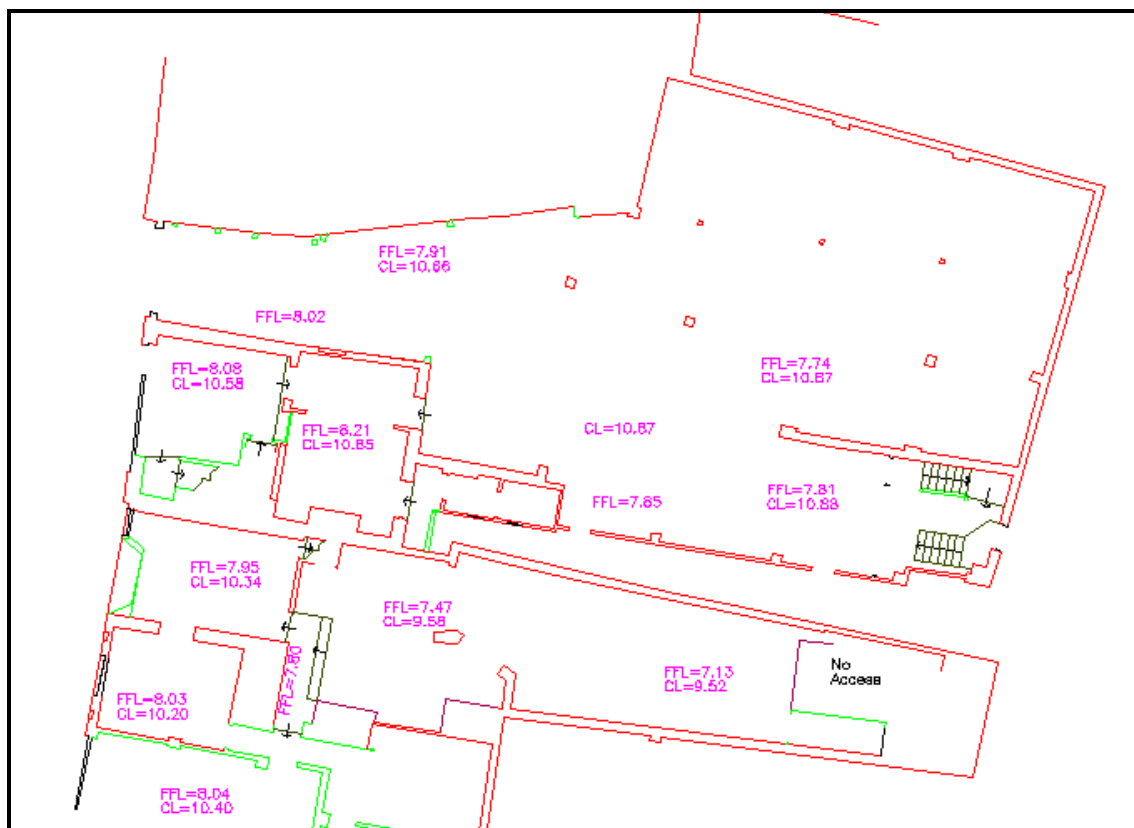 FFL=7.91
CL=10.66
FFL=8.02
FFL=8.08
CL=10.58
FFL=7.74
CL=10.87
FFL=8.21
CL=10.85
CL=10.87
FFL=7.85
FFL=7.81
CL=10.88
FFL=7.95
CL=10.34
FFL=7.47
CL=9.58
FFL=7.80
FFL=7.13
CL=9.52
No
Access
FFL=8.03
CL=10.20
FFL=8.04
CL=10.40